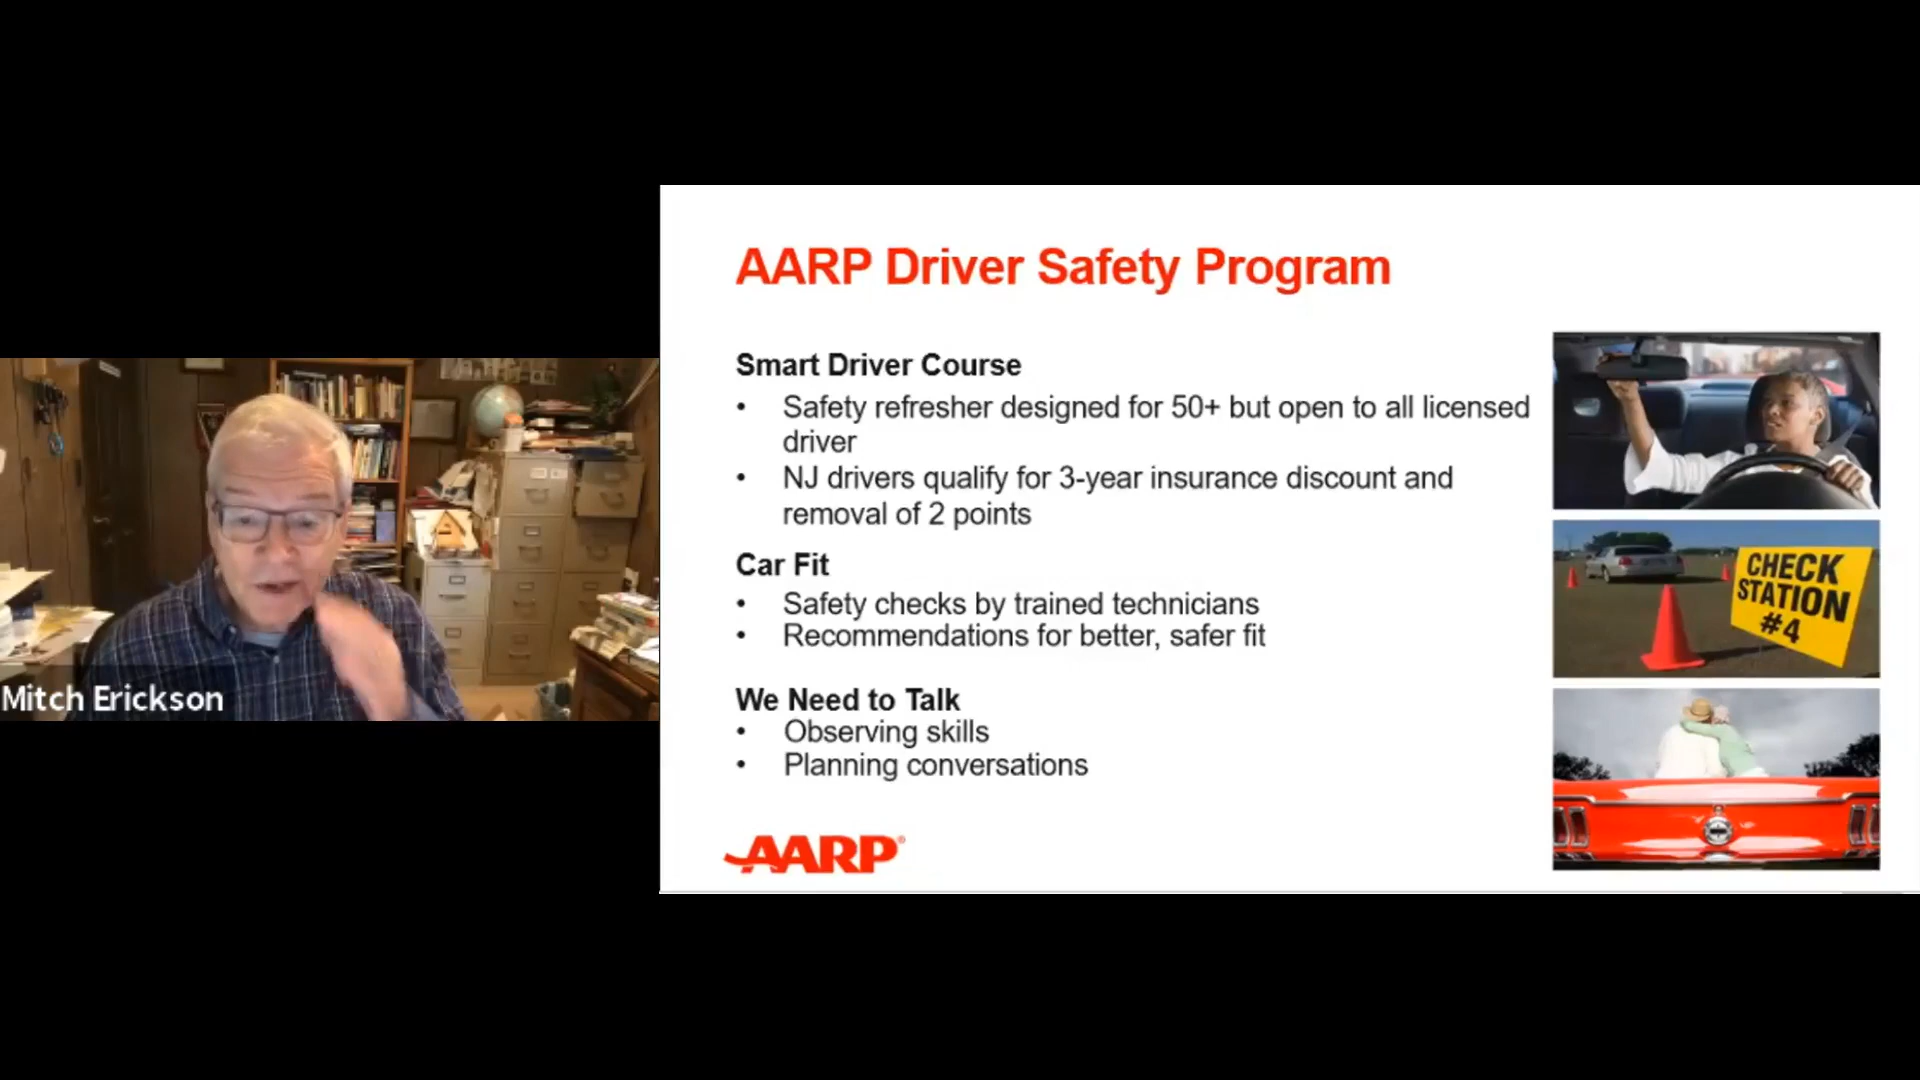 AARP Driver Safety Program
Smart Driver Course
• Safety refresher designed for 50+ but open to all licensed
driver
• NJ drivers qualify for 3-year insurance discount and
removal of 2 points
Car Fit
• Safety checks by trained technicians
• Recommendations for better, safer fit
We Need to Talk
• Observing skills
• Planning conversations
AARP®
CHECK
STATION
#4
Mitch Erickson